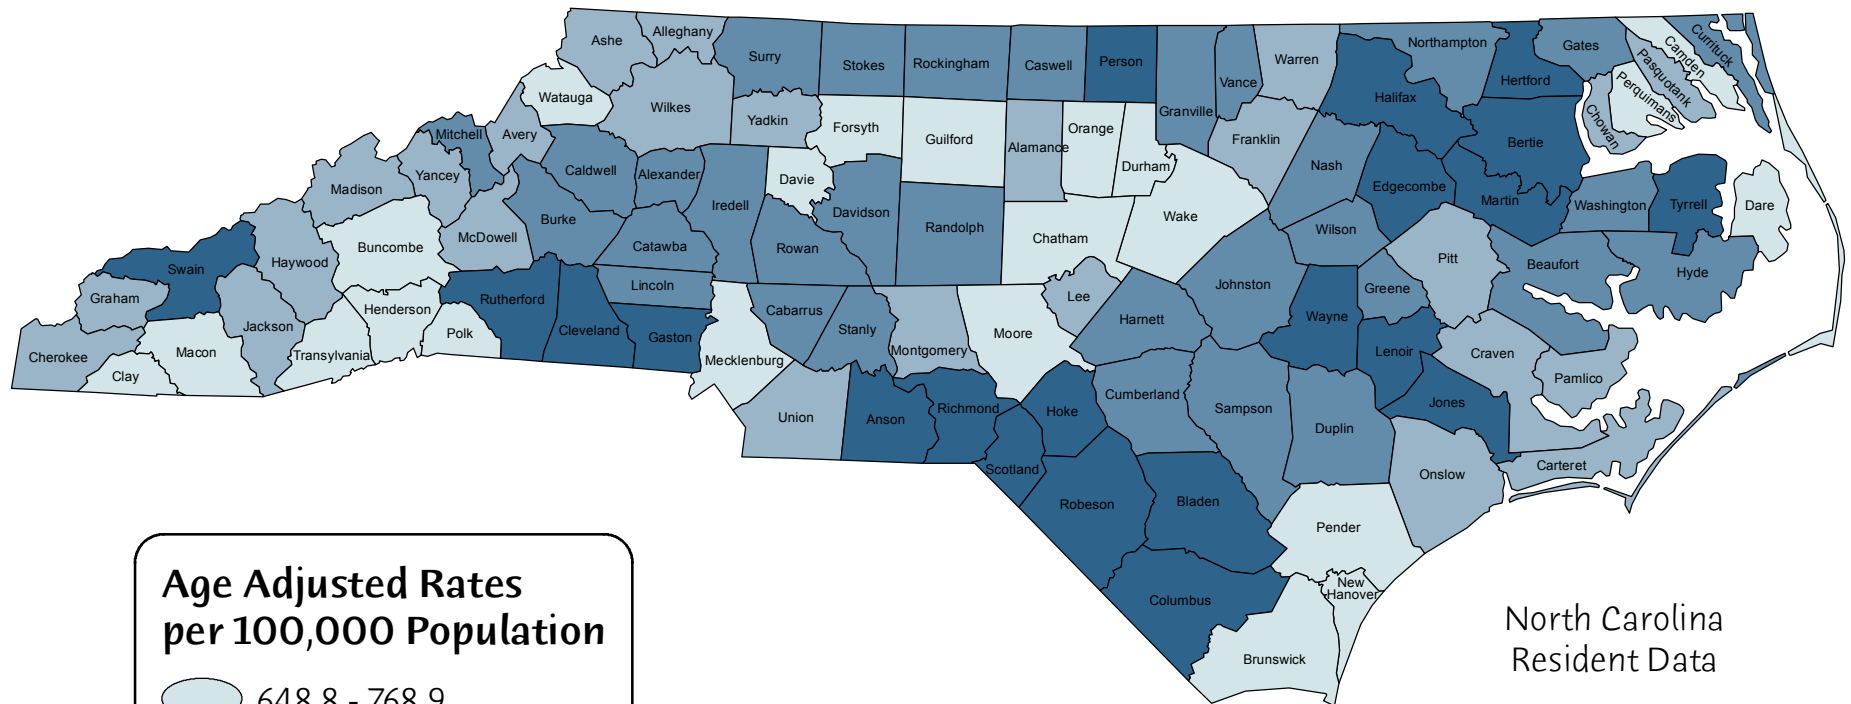 Ashe
Alleghany
Surry
Stokes
Rockingham
Caswell
Person
Granville
Vance
Warren
Halifax
Northampton
Hertford
Gates
Camden
Currituck
Pasquotank
Perquimans
Chowan
Watauga
Wilkes
Yadkin
Forsyth
Guilford
Alamance
Orange
Durham
Franklin
Nash
Edgecombe
Bertie
Martin
Washington
Tyrrell
Dare
Mitchell
Avery
Yancey
Madison
Caldwell
Alexander
Davie
Iredell
Davidson
Randolph
Chatham
Wake
Wilson
Pitt
Beaufort
Hyde
Buncombe
McDowell
Burke
Catawba
Rowan
Swain
Haywood
Graham
Jackson
Henderson
Rutherford
Lincoln
Cleveland
Gaston
Cabarrus
Stanly
Montgomery
Moore
Lee
Harnett
Johnston
Greene
Wayne
Lenoir
Craven
Pamlico
Cherokee
Clay
Macon
Transylvania
Polk
Mecklenburg
Union
Anson
Richmond
Scotland
Hoke
Cumberland
Sampson
Duplin
Jones
Onslow
Carteret
Robeson
Bladen
Pender
Columbus
New
Hanover
Brunswick
Age Adjusted Rates
per 100,000 Population
648.8 - 768.9
North Carolina
Resident Data